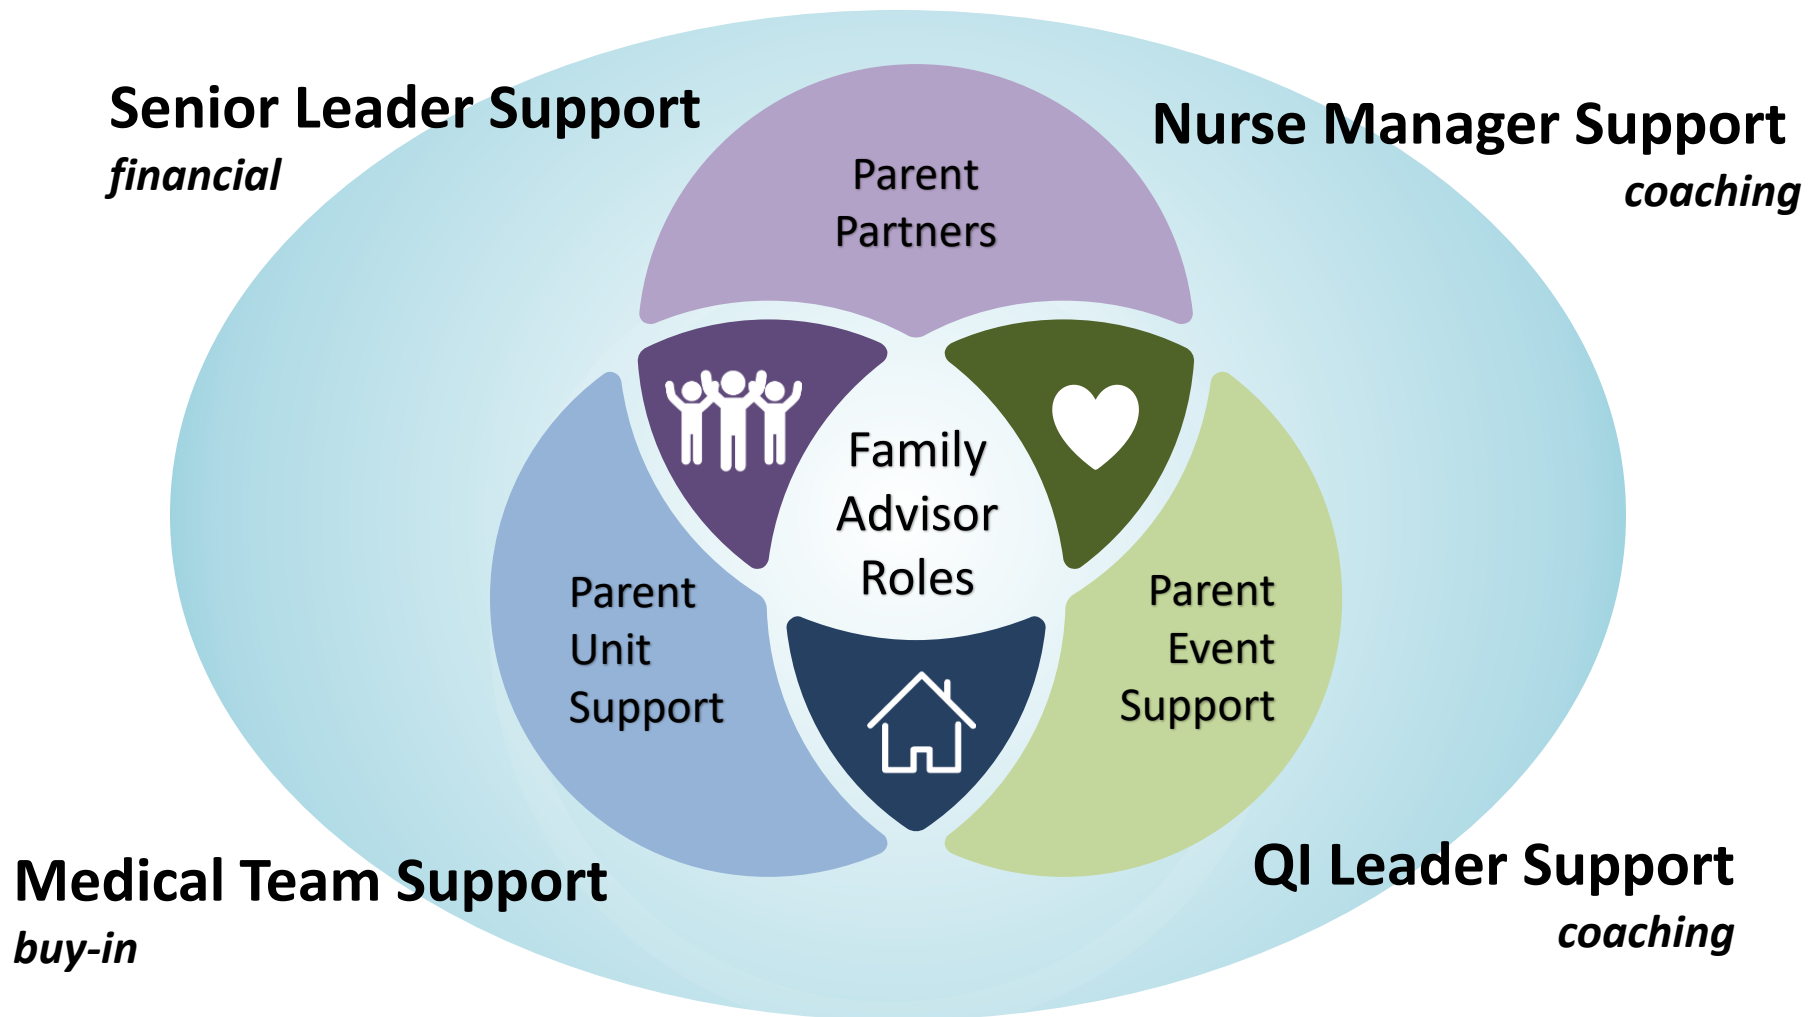 Senior Leader Support
financial
Nurse Manager Support
coaching
Parent
Partners
Family
Advisor
Roles
Parent
Unit
Support
Parent
Event
Support
Medical Team Support
buy-in
QI Leader Support
coaching